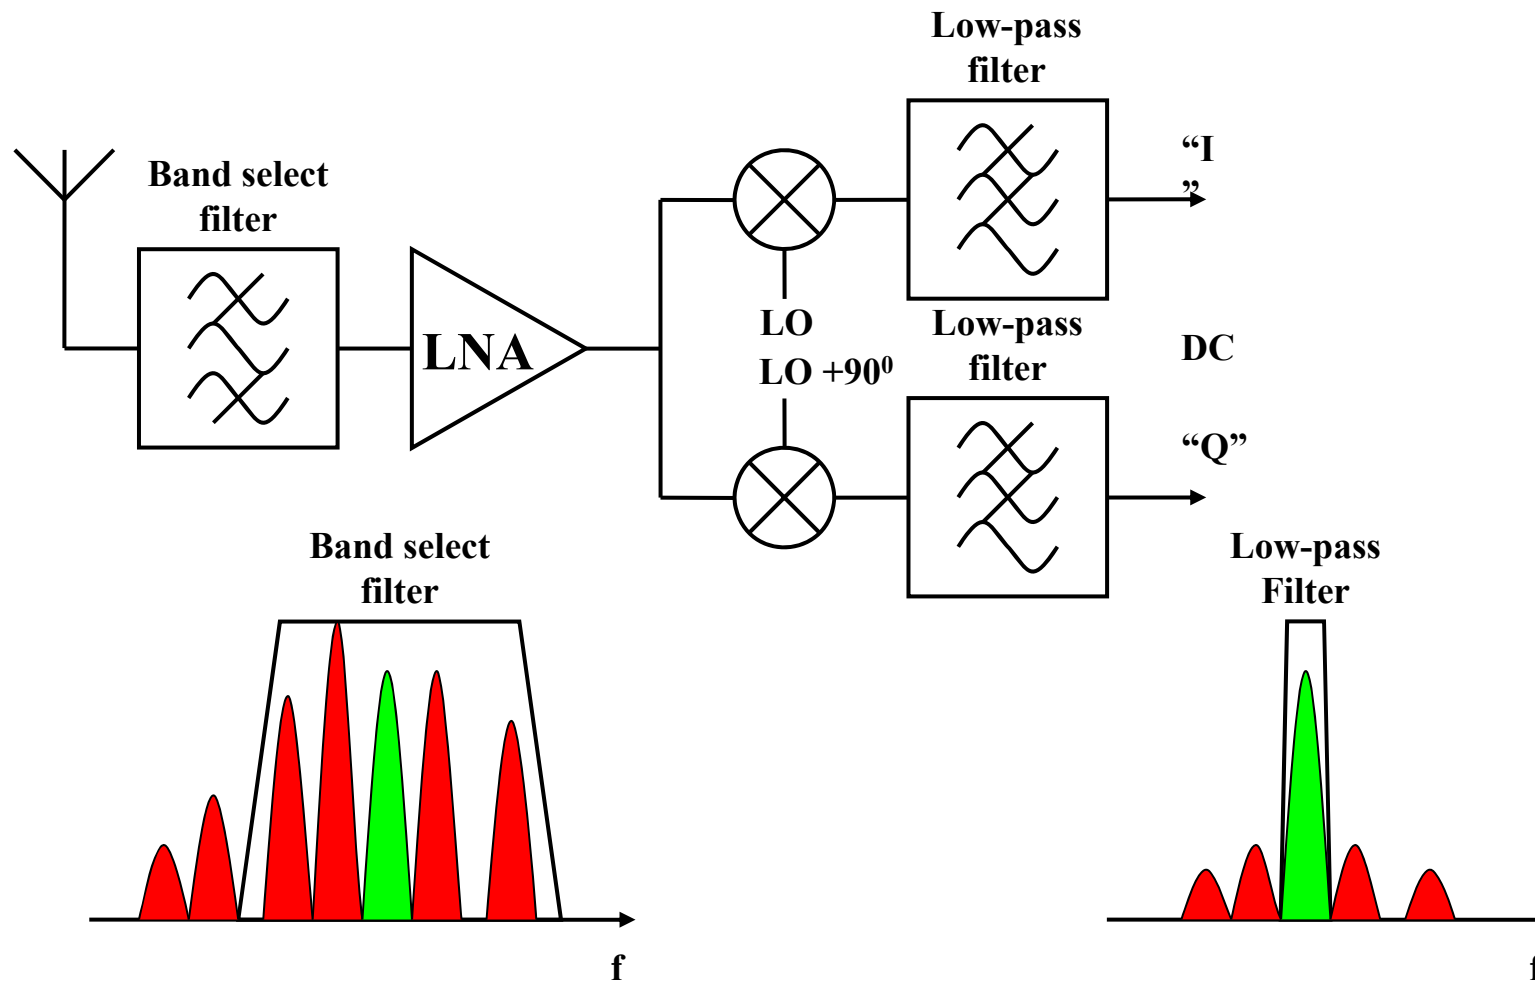 Low-pass
filter
“I
”
Band select
filter
LNA
LO
LO +90⁰
Low-pass
filter
DC
“Q”
Band select
filter
Low-pass
Filter
f
f